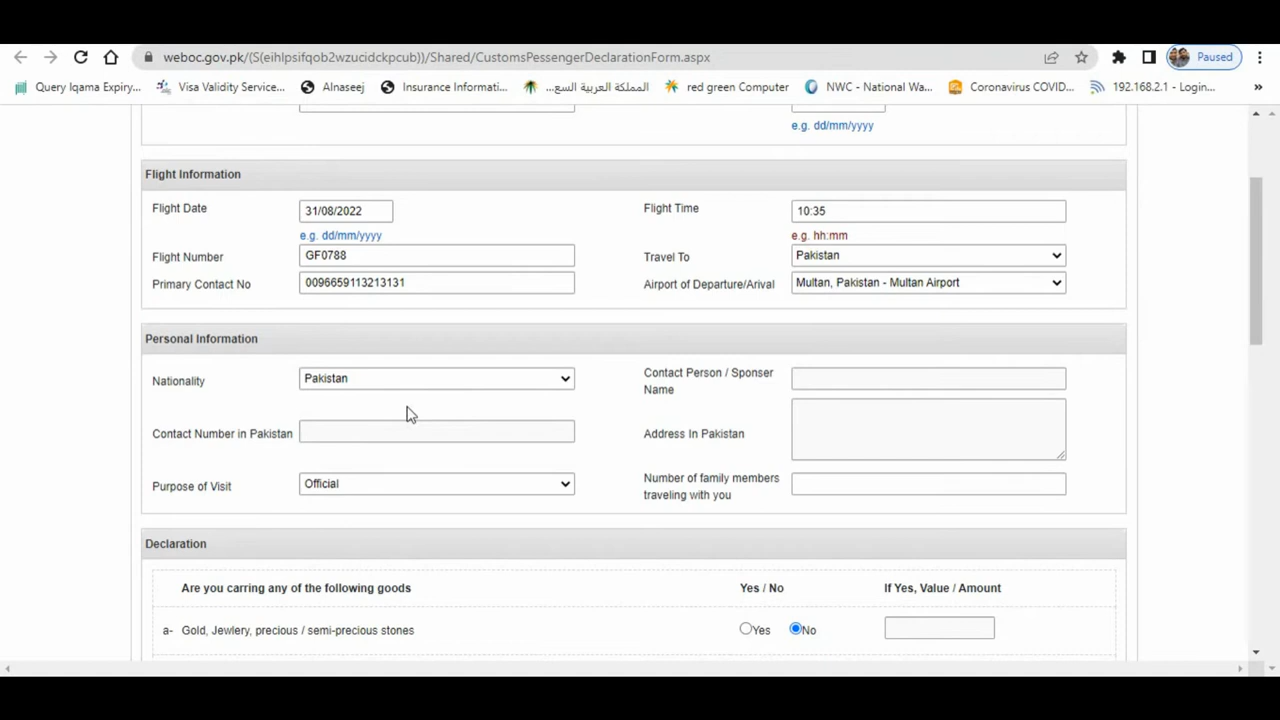 weboc.gov.pk/(S(eihlpsifqob2wzucidckpcub))/Shared/CustomsPessengerDeclarationForm.aspx
Paused
Query Iqama Expiry...
Visa Validity Service...
Alnaseej
Insurance Informati...
المملكة العربية السع...
red green Computer
NWC - National Wa...
Coronavirus COVID...
192.168.2.1 - Login...
»
e.g. dd/mm/yyyy
Flight Information
Flight Date
31/08/2022
Flight Time
10:35
e.g. dd/mm/yyyy
e.g. hh:mm
Flight Number
GF0788
Travel To
Pakistan
Primary Contact No
0096659113213131
Airport of Departure/Arival
Multan, Pakistan - Multan Airport
Personal Information
Nationality
Pakistan
Contact Person / Sponser
Name
Contact Number in Pakistan
Address In Pakistan
Purpose of Visit
Official
Number of family members
traveling with you
Declaration
Are you carrying any of the following goods
Yes / No
If Yes, Value / Amount
a- Gold, Jewlery, precious / semi-precious stones
Yes
No